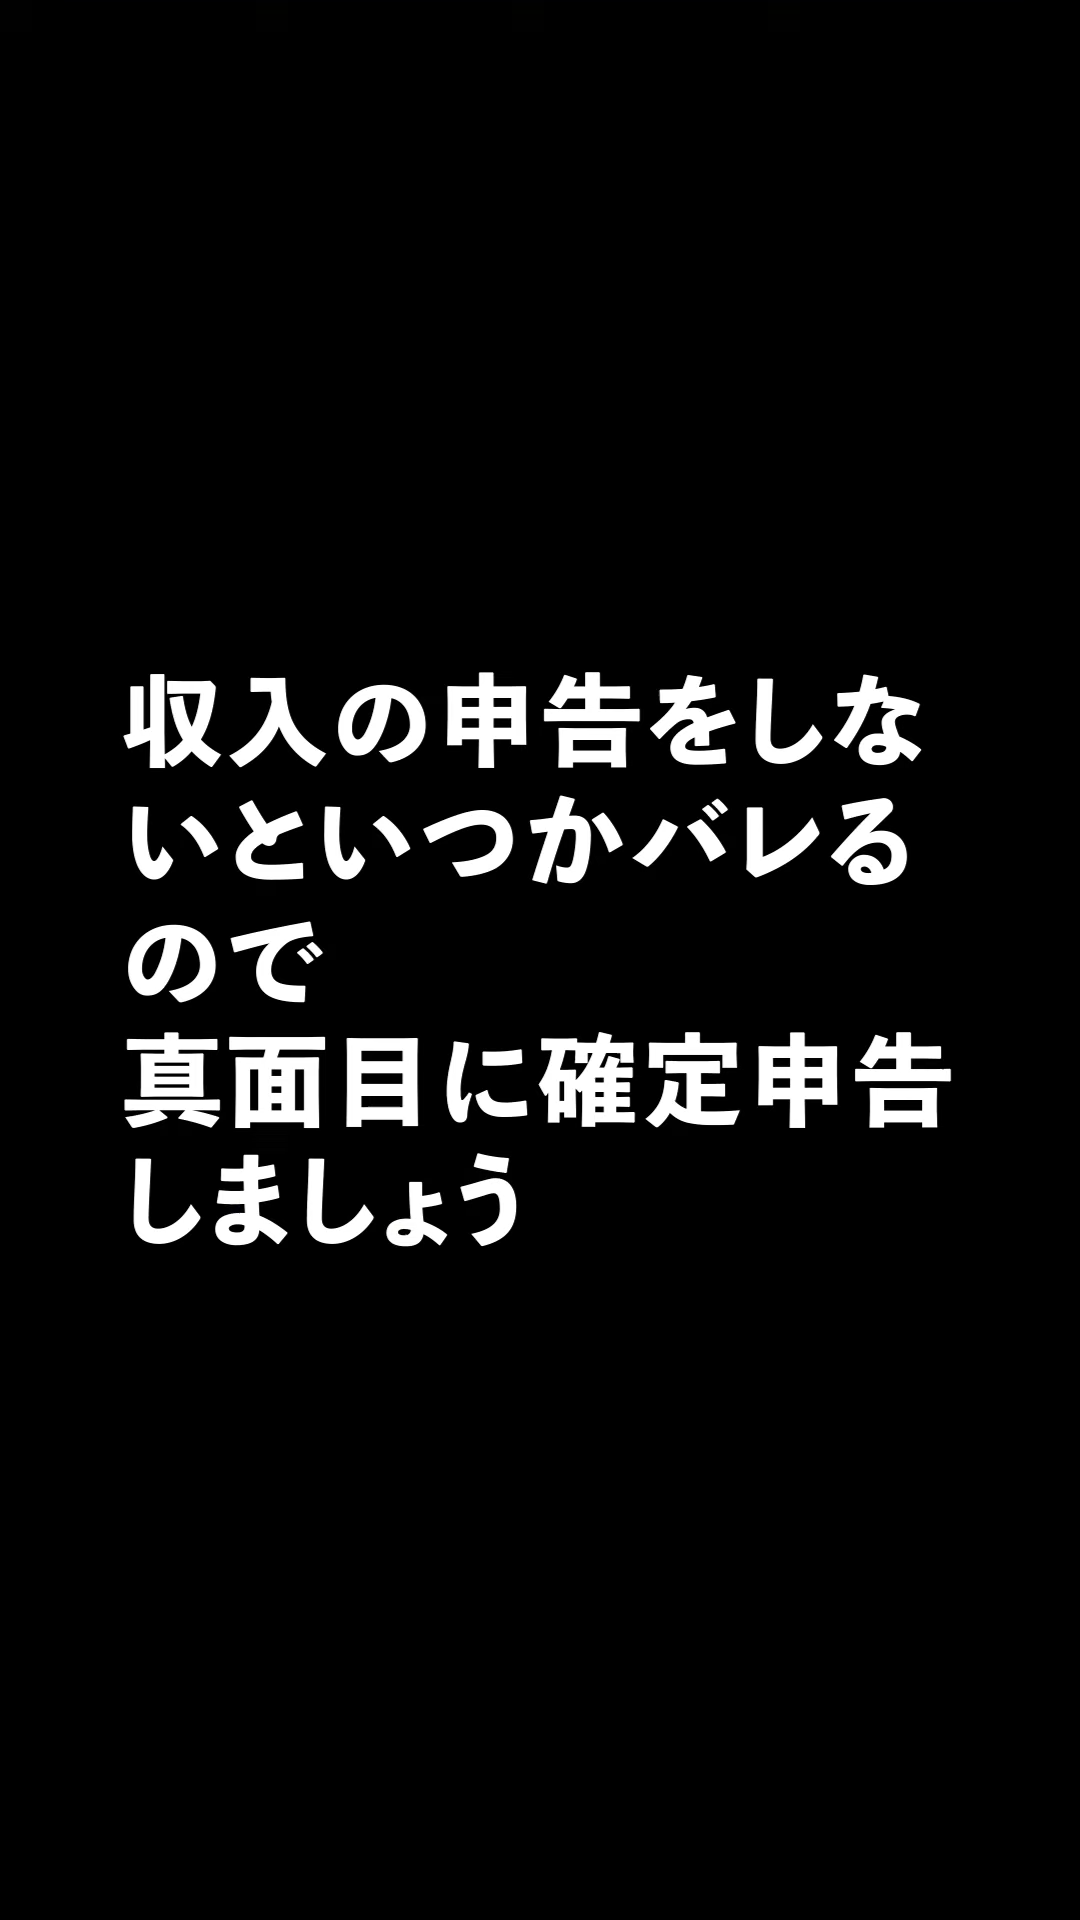 収入の申告をしな
いといつかバレる
ので
真面目に確定申告
しましょう